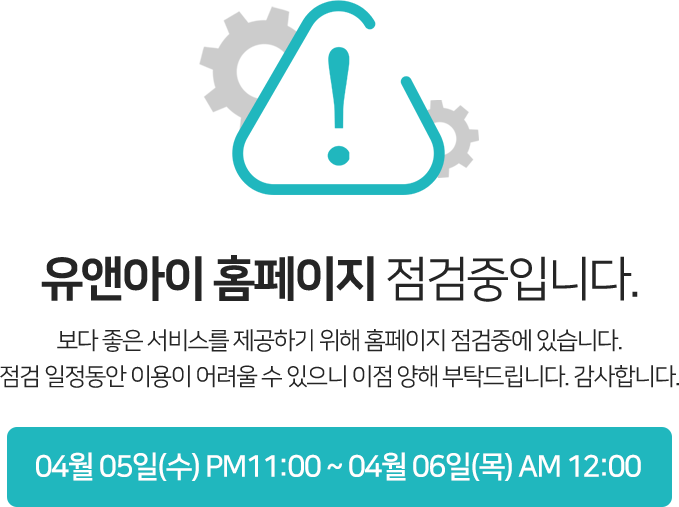 유앤아이 홈페이지 점검중입니다.
보다 좋은 서비스를 제공하기 위해 홈페이지 점검중에 있습니다.
점검 일정동안 이용이 어려울 수 있으니 이점 양해 부탁드립니다. 감사합니다.
04월 05일(수) PM11:00 ~ 04월 06일(목) AM 12:00